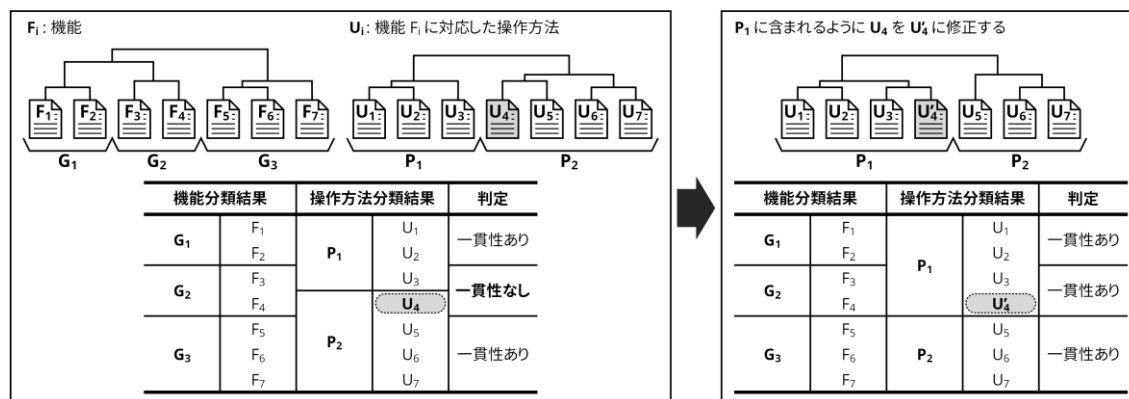 Fi : 機能
Ui : 機能 Fi に対応した操作方法
F1 F2 F3 F4 F5 F6 F7
U1 U2 U3 U4 U5 U6 U7
G1 G2 G3
P1 P2
機能分類結果 操作方法分類結果 判定
G1 F1 P1 U1 一貫性あり
F2 U2
G2 F3 U3 一貫性なし
F4 P2 U4
G3 F5 U5 一貫性あり
F6 U6
F7 U7
P1 に含まれるように U4 を U′4 に修正する
U1 U2 U3 U′4 U5 U6 U7
P1 P2
機能分類結果 操作方法分類結果 判定
G1 F1 P1 U1 一貫性あり
F2 U2
G2 F3 U3 一貫性あり
F4 U′4
G3 F5 P2 U5 一貫性あり
F6 U6
F7 U7